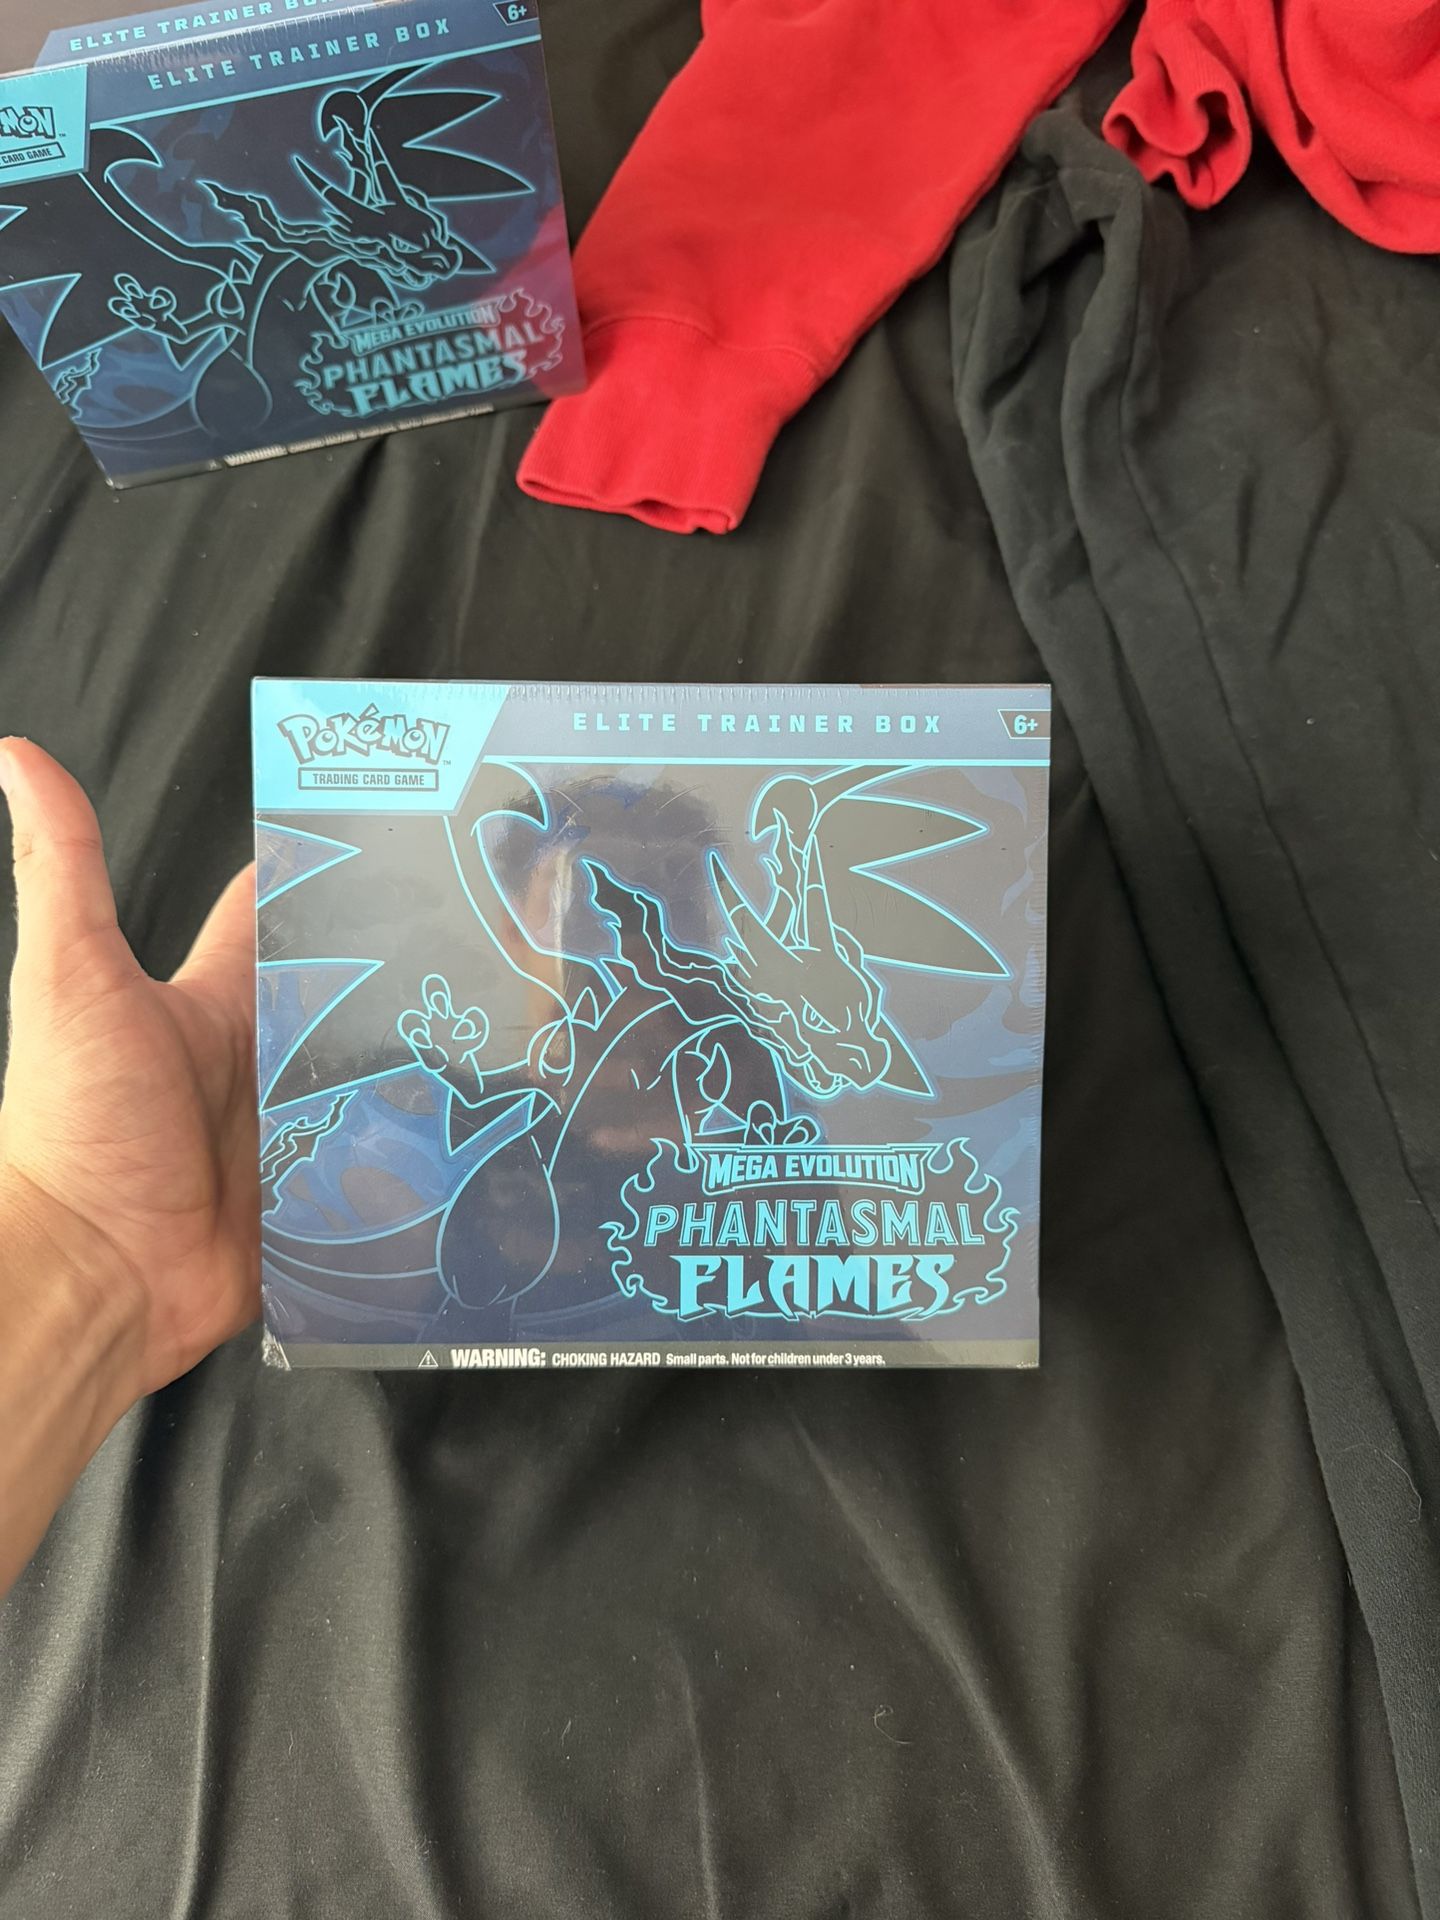 ELITE TRAINER
ELITE TRAINER BOX
6+
CARD GAME
MEGA EVOLUTION
PHANTASMAL
FLAMES
WARNING:
POKÉMON
TRADING CARD GAME
ELITE TRAINER BOX
6+
MEGA EVOLUTION
PHANTASMAL
FLAMES
WARNING: CHOKING HAZARD Small parts. Not for children under 3 years.